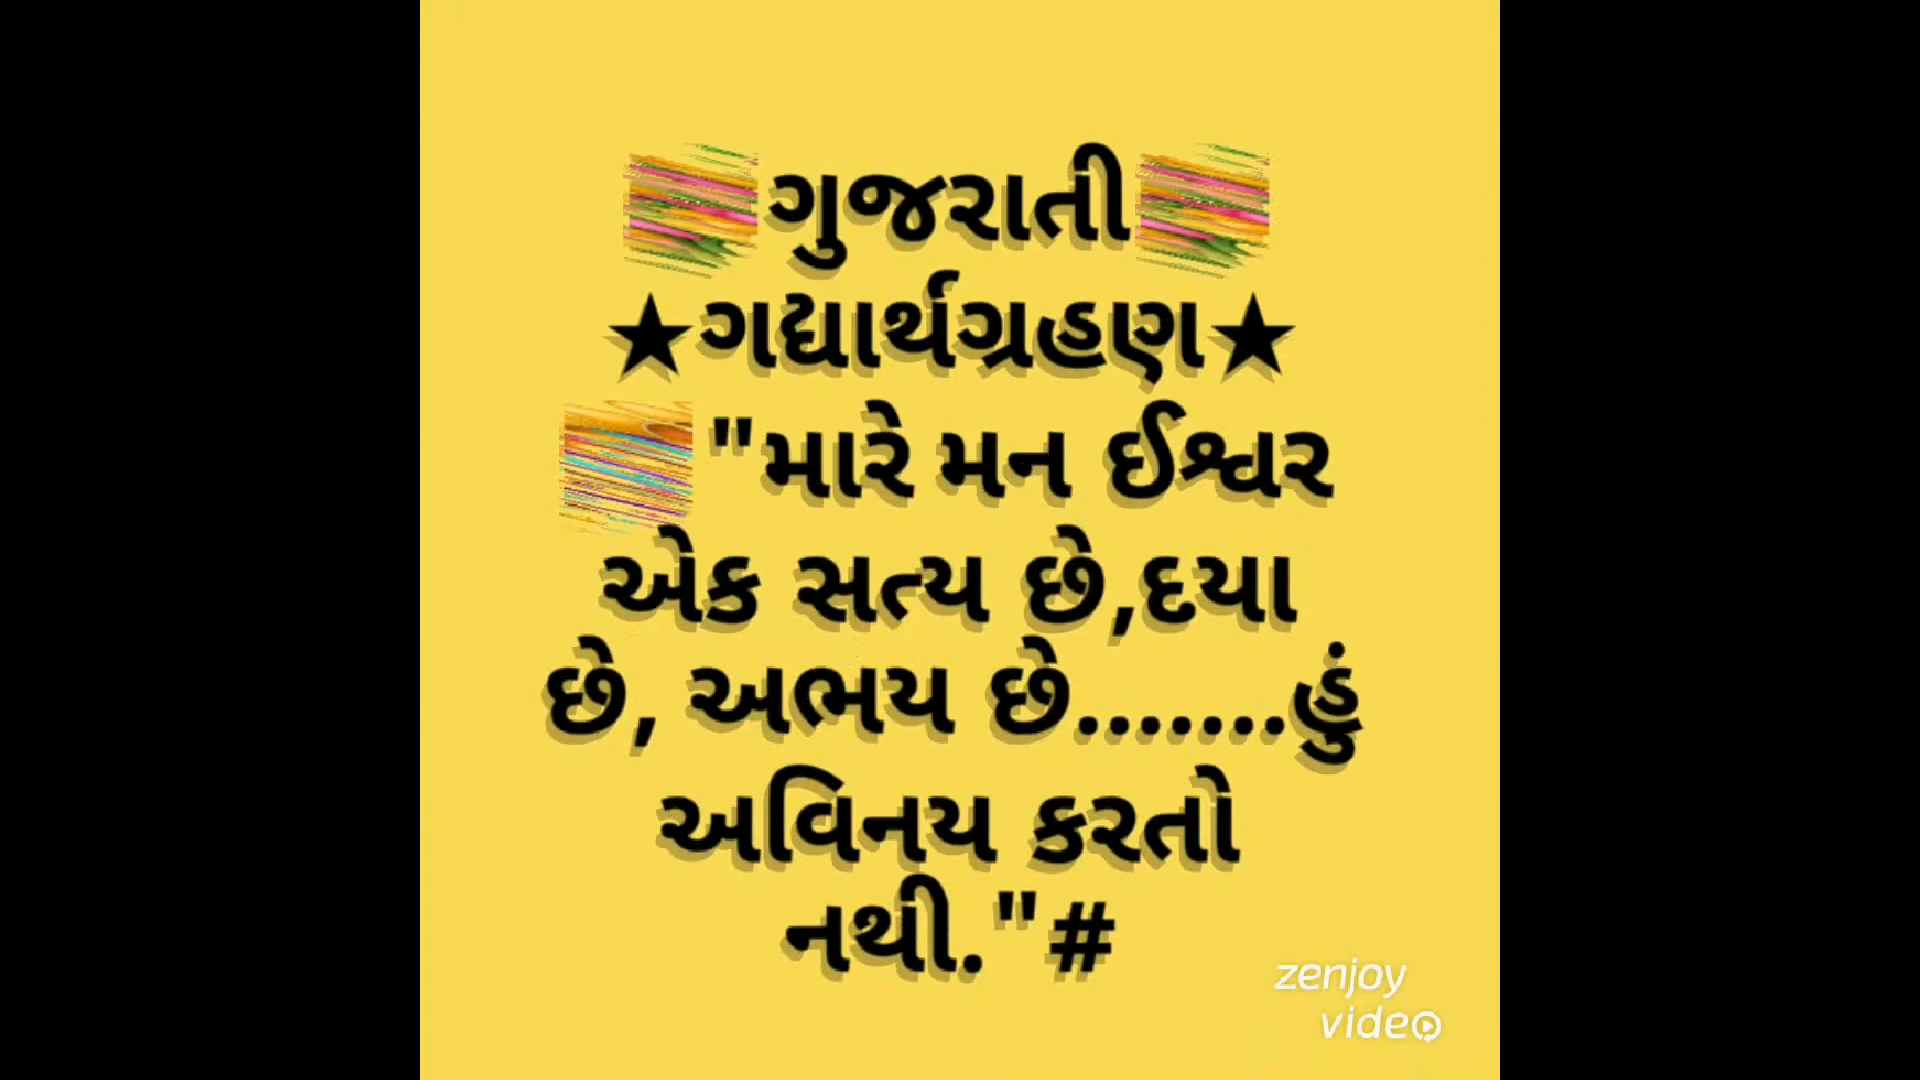 ગુજરાતી
★ગદ્યાર્થગ્રહણ★
"મારે મન ઈશ્વર
એક સત્ય છે,દયા
છે, અભય છે.......હું
અવિનય કરતો
નથી."#
zenjoy
video